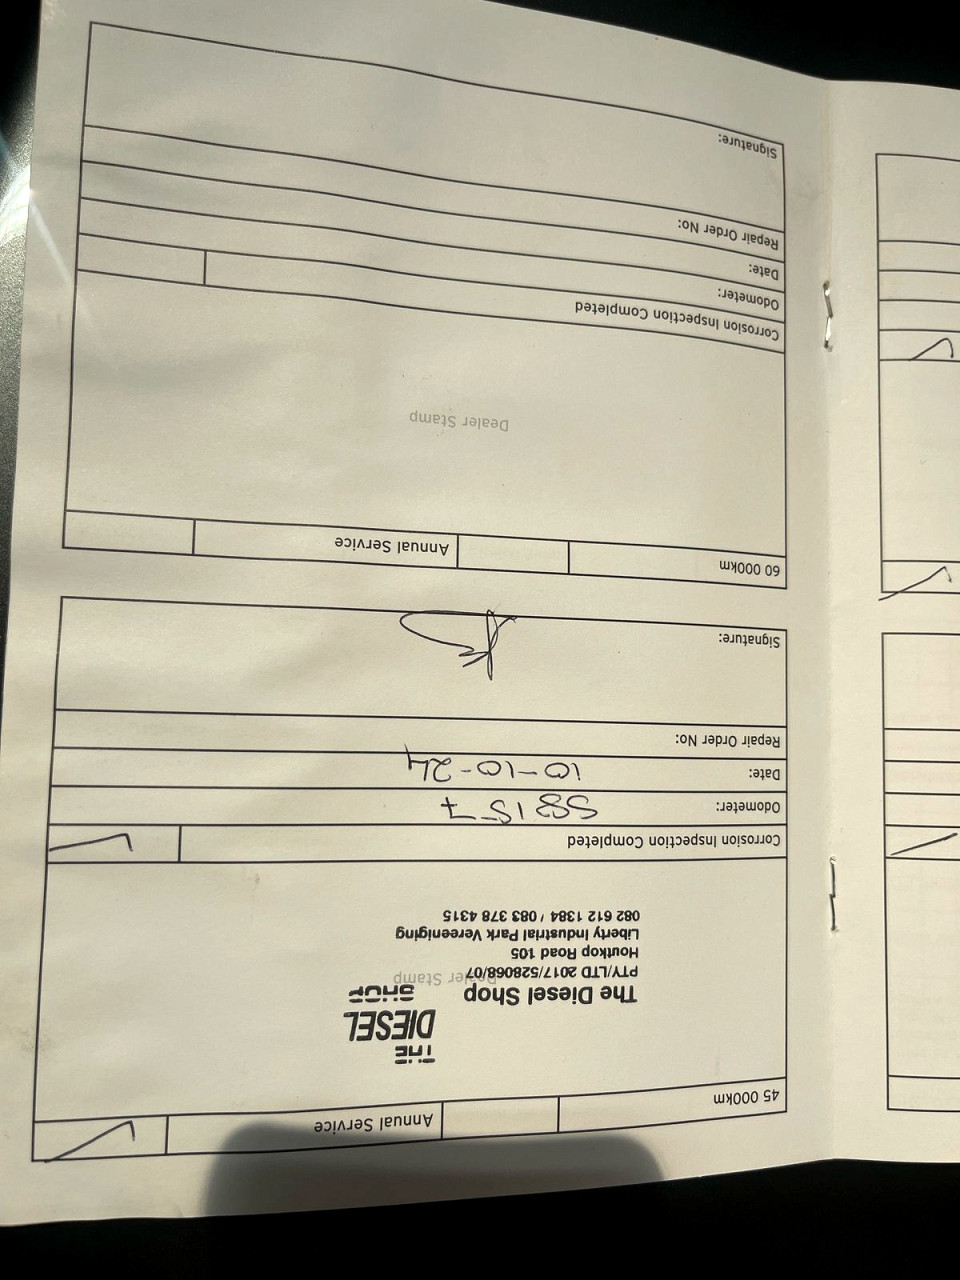 45 000km Annual Service
THE
DIESEL
SHOP
The Diesel Shop
Dealer Stamp
PTY/LTD 2017/528068/07
Houtkop Road 105
Liberty Industrial Park Vereeniging
082 612 1384 / 083 378 4315
Corrosion Inspection Completed
Odometer: 58157
Date: 10-10-24
Repair Order No:
Signature:
60 000km Annual Service
Dealer Stamp
Corrosion Inspection Completed
Odometer:
Date:
Repair Order No:
Signature: